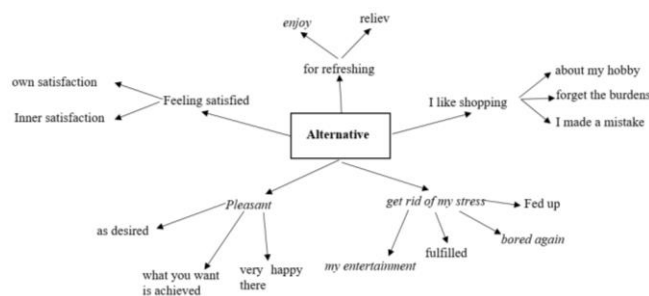 enjoy
reliev
for refreshing
own satisfaction
Feeling satisfied
Inner satisfaction
I like shopping
about my hobby
forget the burdens
I made a mistake
Alternative
Pleasant
get rid of my stress
Fed up
as desired
bored again
what you want
is achieved
very happy
there
my entertainment
fulfilled